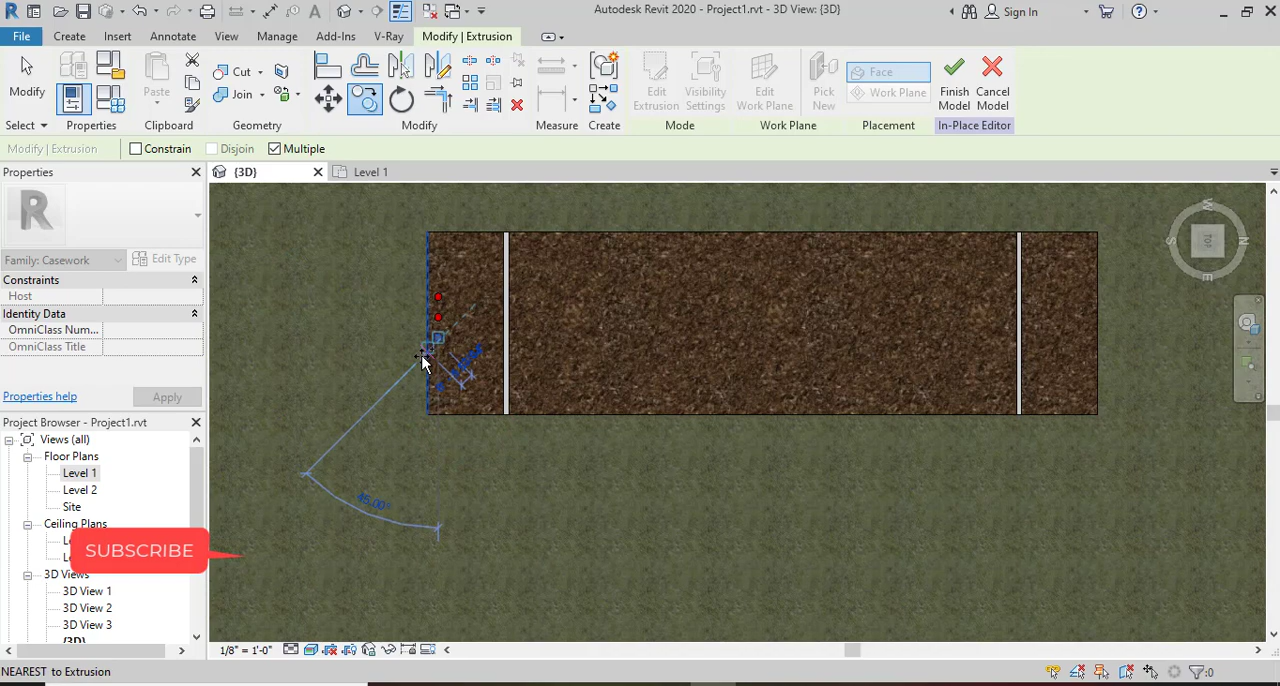 Autodesk Revit 2020 - Project1.rvt - 3D View: {3D}
Sign In
File
Create
Insert
Annotate
View
Manage
Add-Ins
V-Ray
Modify | Extrusion
Modify
Paste
Cut
Join
Edit Extrusion
Visibility Settings
Edit Work Plane
Pick New
Face
Work Plane
Finish Model
Cancel Model
Select
Properties
Clipboard
Geometry
Modify
Measure
Create
Mode
Work Plane
Placement
In-Place Editor
Modify | Extrusion
Constrain
Disjoin
Multiple
Properties
{3D}
Level 1
Family: Casework
Edit Type
Constraints
Host
Identity Data
OmniClass Num...
OmniClass Title
Properties help
Apply
Project Browser - Project1.rvt
Views (all)
Floor Plans
Level 1
Level 2
Site
Ceiling Plans
SUBSCRIBE
3D Views
3D View 1
3D View 2
3D View 3
{3D}
45.00°
W
S
N
E
TOP
1/8" = 1'-0"
NEAREST to Extrusion
:0